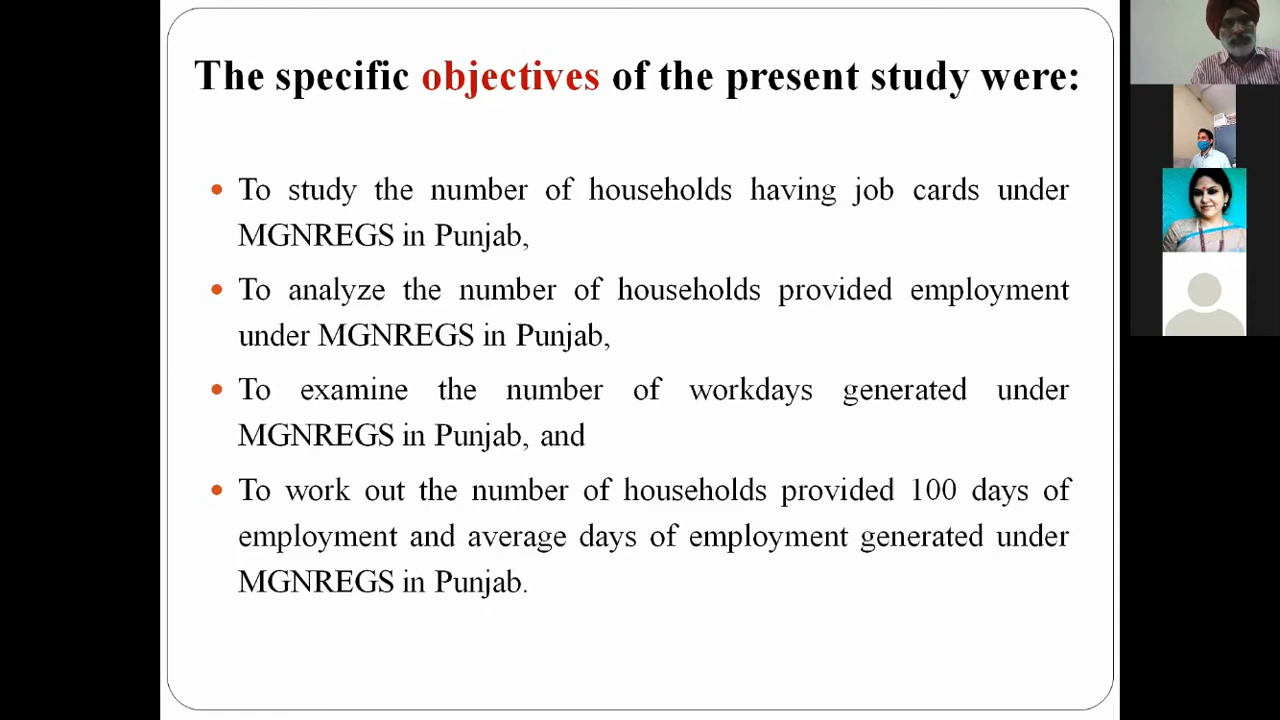 The specific objectives of the present study were:
• To study the number of households having job cards under
MGNREGS in Punjab,
• To analyze the number of households provided employment
under MGNREGS in Punjab,
• To examine the number of workdays generated under
MGNREGS in Punjab, and
• To work out the number of households provided 100 days of
employment and average days of employment generated under
MGNREGS in Punjab.